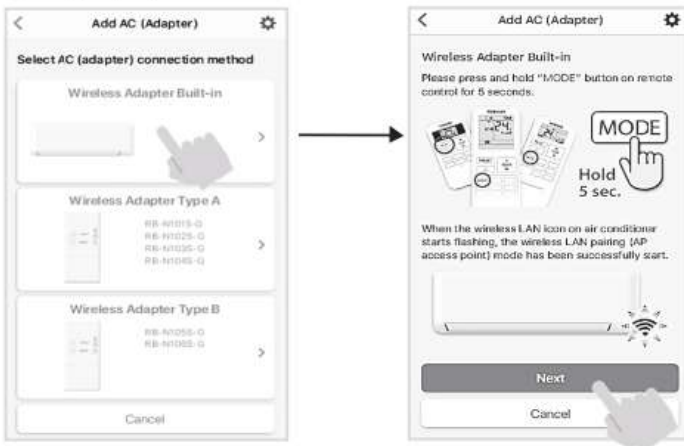 Add AC (Adapter)
Select AC (adapter) connection method
Wireless Adapter Built-in
Wireless Adapter Type A
RB-N101S-G
RB-N102S-G
RB-N103S-G
RB-N104S-G
Wireless Adapter Type B
RB-N105S-G
RB-N106S-G
Cancel
Add AC (Adapter)
Wireless Adapter Built-in
Please press and hold "MODE" button on remote
control for 5 seconds.
MODE
Hold
5 sec.
When the wireless LAN icon on air conditioner
starts flashing, the wireless LAN pairing (AP
access point) mode has been successfully start.
Next
Cancel